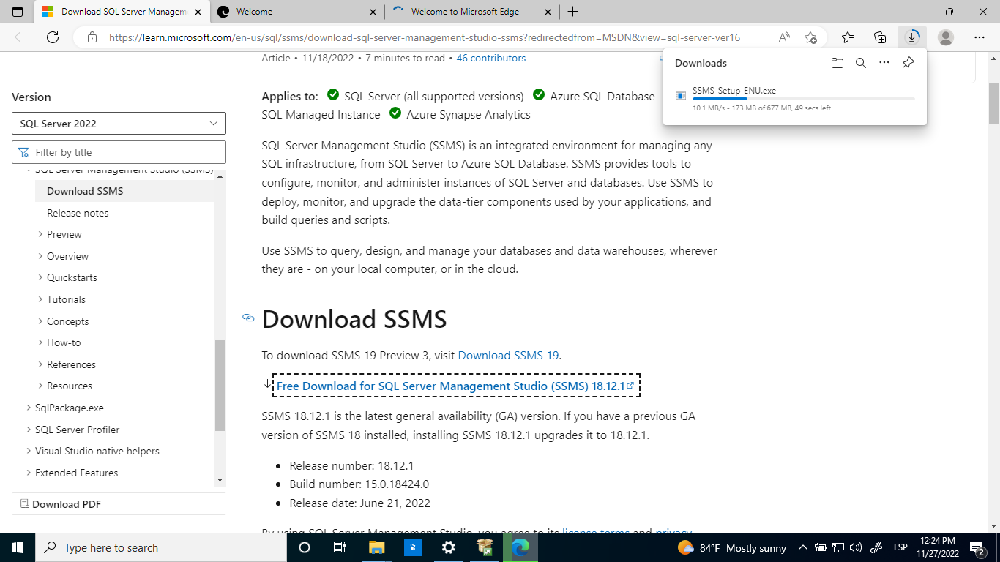 Download SQL Server Managem
Welcome
Welcome to Microsoft Edge
https://learn.microsoft.com/en-us/sql/ssms/download-sql-server-management-studio-ssms?redirectedfrom=MSDN&view=sql-server-ver16
Downloads
SSMS-Setup-ENU.exe
10.1 MB/s - 173 MB of 677 MB, 49 secs left
Version
SQL Server 2022
Filter by title
SQL Server Management Studio (SSMS)
Download SSMS
Release notes
Preview
Overview
Quickstarts
Tutorials
Concepts
How-to
References
Resources
SqlPackage.exe
SQL Server Profiler
Visual Studio native helpers
Extended Features
Download PDF
Article • 11/18/2022 • 7 minutes to read • 46 contributors
Applies to: SQL Server (all supported versions) Azure SQL Database
SQL Managed Instance Azure Synapse Analytics
SQL Server Management Studio (SSMS) is an integrated environment for managing any
SQL infrastructure, from SQL Server to Azure SQL Database. SSMS provides tools to
configure, monitor, and administer instances of SQL Server and databases. Use SSMS to
deploy, monitor, and upgrade the data-tier components used by your applications, and
build queries and scripts.
Use SSMS to query, design, and manage your databases and data warehouses, wherever
they are - on your local computer, or in the cloud.
Download SSMS
To download SSMS 19 Preview 3, visit Download SSMS 19.
Free Download for SQL Server Management Studio (SSMS) 18.12.1
SSMS 18.12.1 is the latest general availability (GA) version. If you have a previous GA
version of SSMS 18 installed, installing SSMS 18.12.1 upgrades it to 18.12.1.
• Release number: 18.12.1
• Build number: 15.0.18424.0
• Release date: June 21, 2022
By using SQL Server Management Studio, you agree to its license terms and privacy
Type here to search
84°F Mostly sunny
ESP
12:24 PM
11/27/2022
2